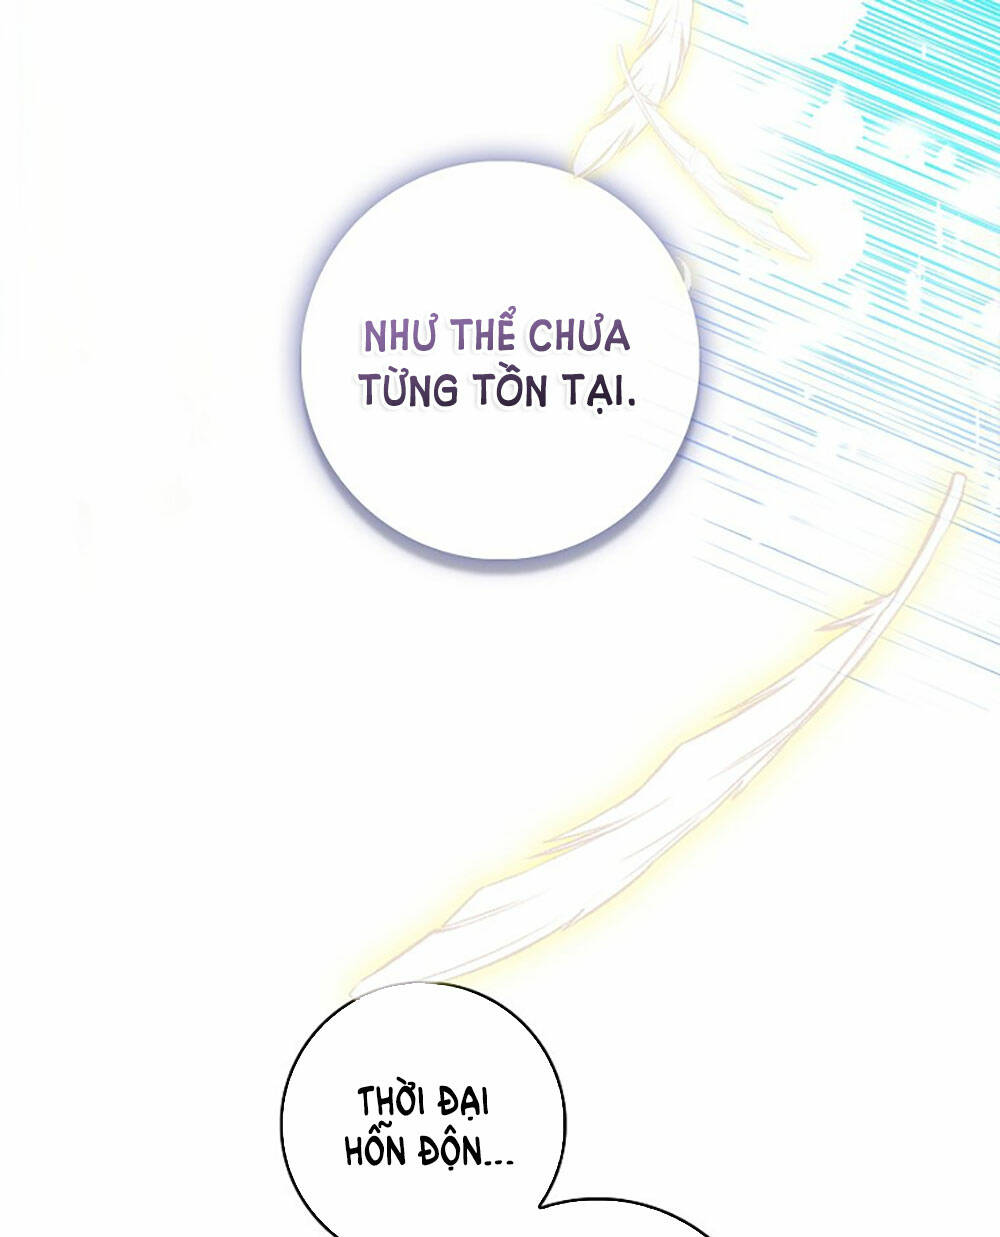 NHƯ THỂ CHƯA
TỪNG TỒN TẠI.
THỜI ĐẠI
HỖN ĐỘN...